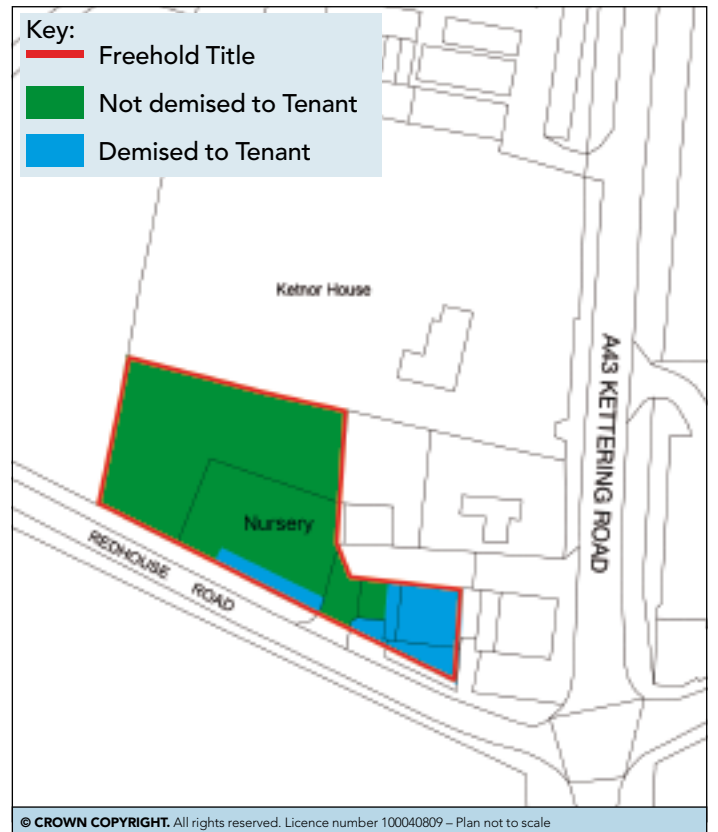 Key:
Freehold Title
Not demised to Tenant
Demised to Tenant
Ketnor House
A43 KETTERING ROAD
Nursery
REDHOUSE ROAD
© CROWN COPYRIGHT. All rights reserved. Licence number 100040809 – Plan not to scale